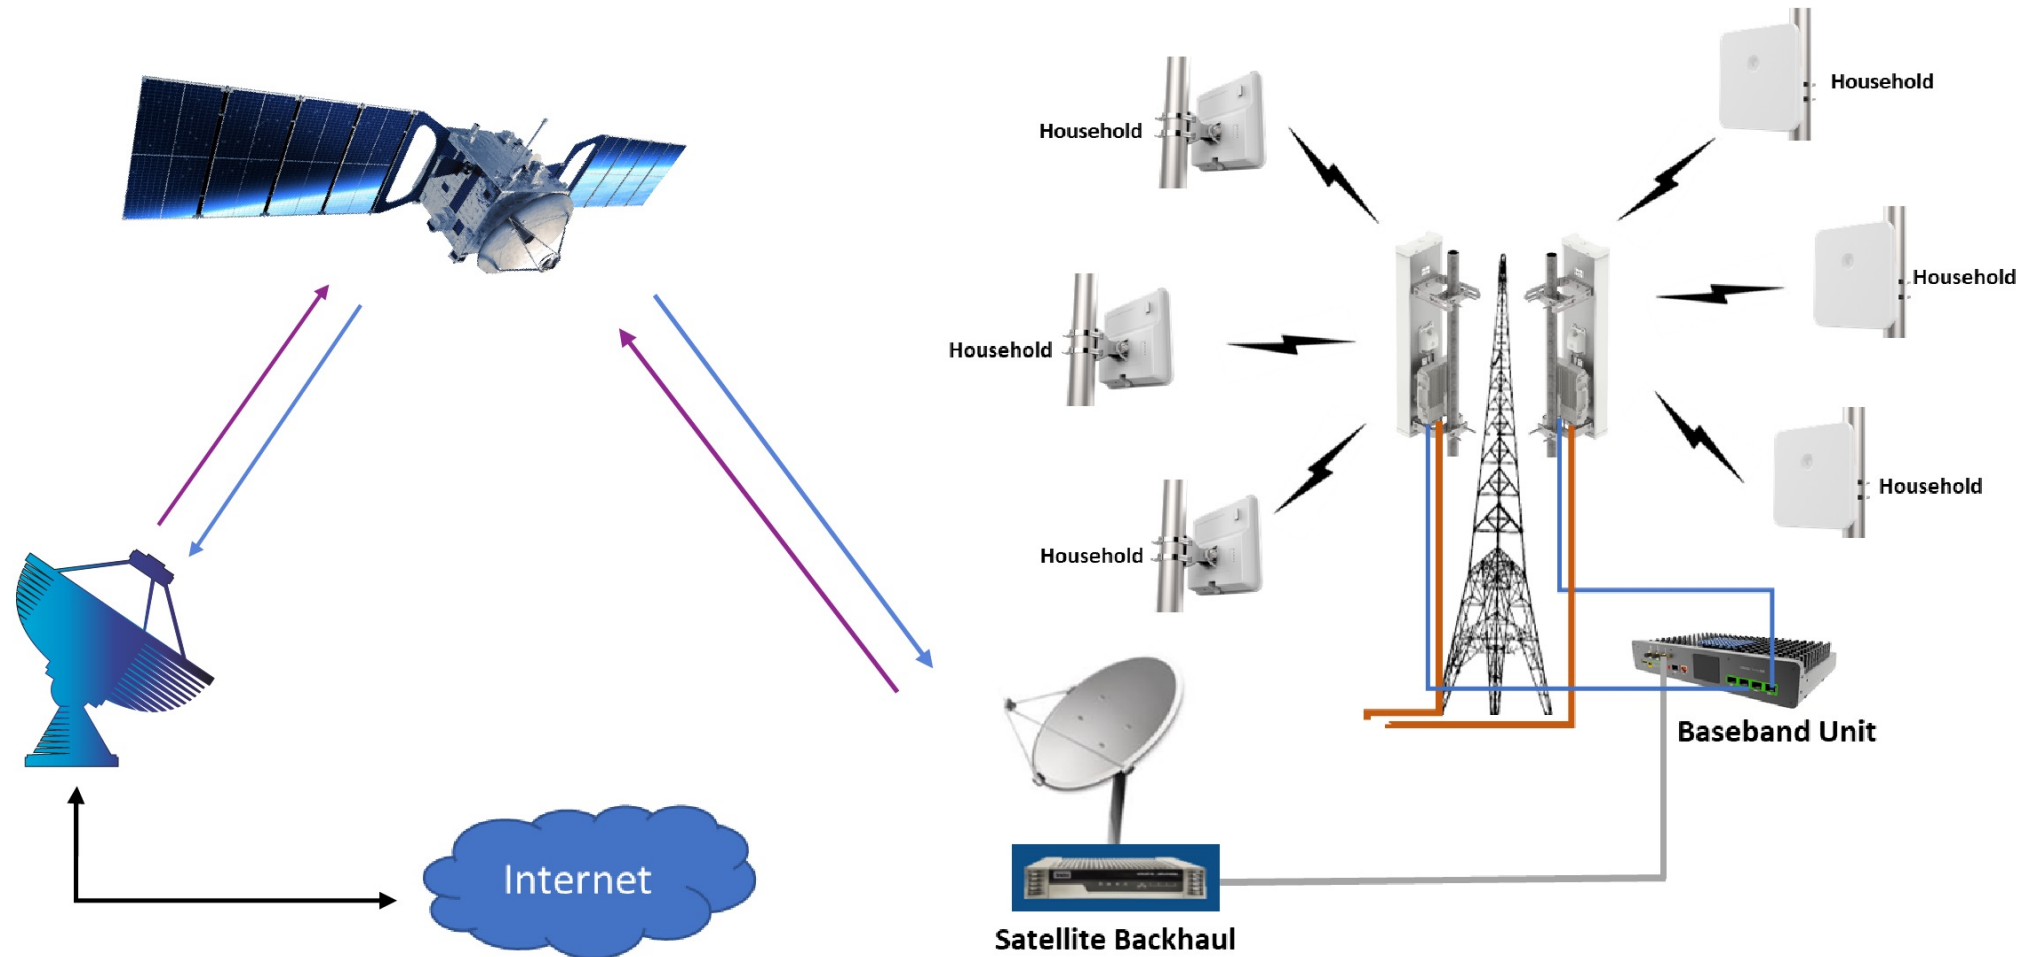 Household
Household
Household
Household
Household
Household
Baseband Unit
Internet
Satellite Backhaul